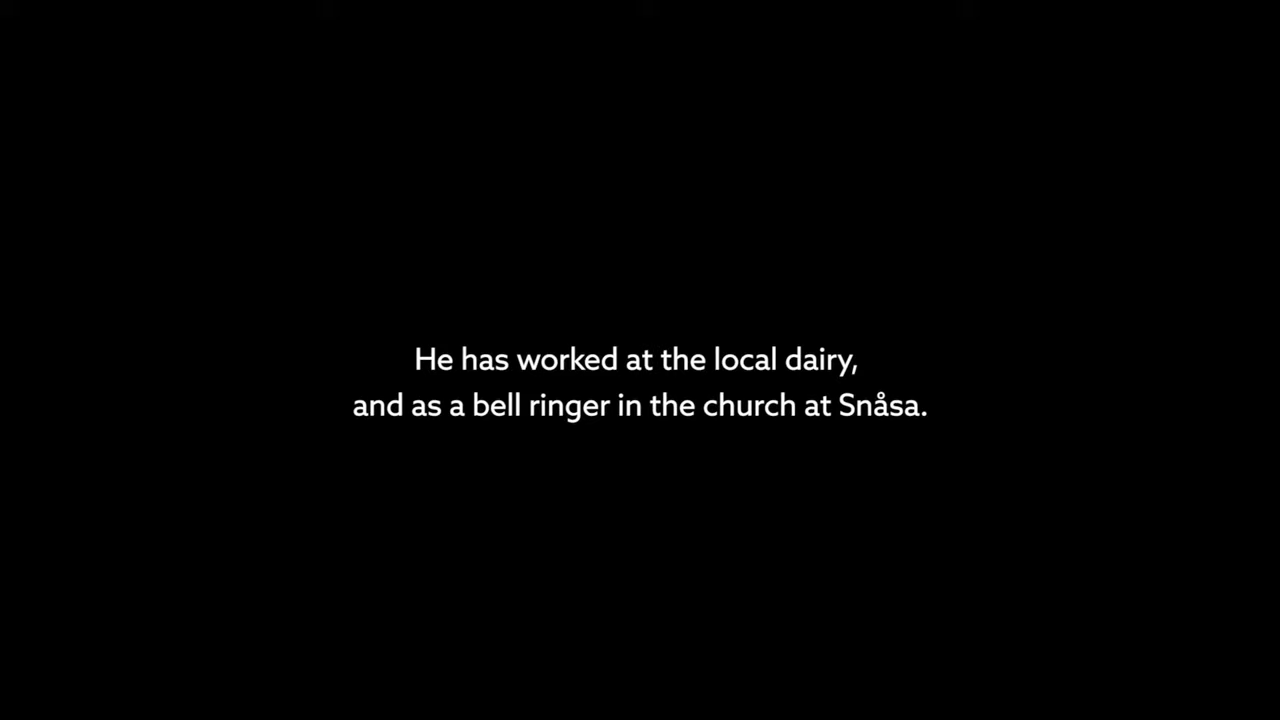 He has worked at the local dairy,
and as a bell ringer in the church at Snåsa.